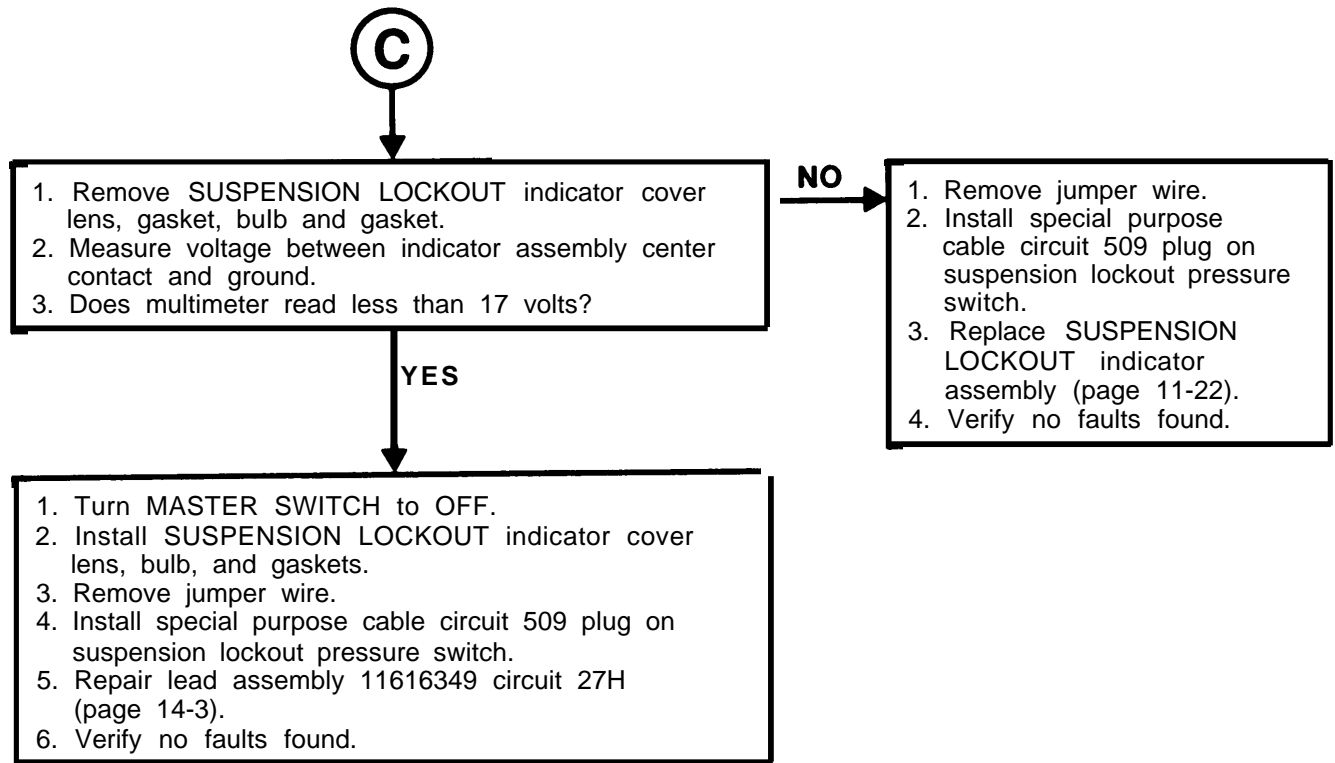 C
1. Remove SUSPENSION LOCKOUT indicator cover
lens, gasket, bulb and gasket.
2. Measure voltage between indicator assembly center
contact and ground.
3. Does multimeter read less than 17 volts?
NO
1. Remove jumper wire.
2. Install special purpose
cable circuit 509 plug on
suspension lockout pressure
switch.
3. Replace SUSPENSION
LOCKOUT indicator
assembly (page 11-22).
4. Verify no faults found.
YES
1. Turn MASTER SWITCH to OFF.
2. Install SUSPENSION LOCKOUT indicator cover
lens, bulb, and gaskets.
3. Remove jumper wire.
4. Install special purpose cable circuit 509 plug on
suspension lockout pressure switch.
5. Repair lead assembly 11616349 circuit 27H
(page 14-3).
6. Verify no faults found.